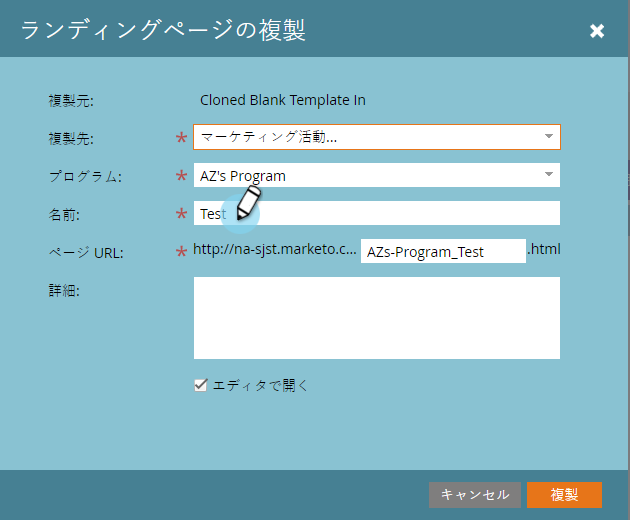 ランディングページの複製
複製元: Cloned Blank Template In
複製先: * マーケティング活動...
プログラム: * AZ's Program
名前: * Test
ページ URL: * http://na-sjst.marketo.c... AZs-Program_Test .html
詳細:
エディタで開く
キャンセル 複製